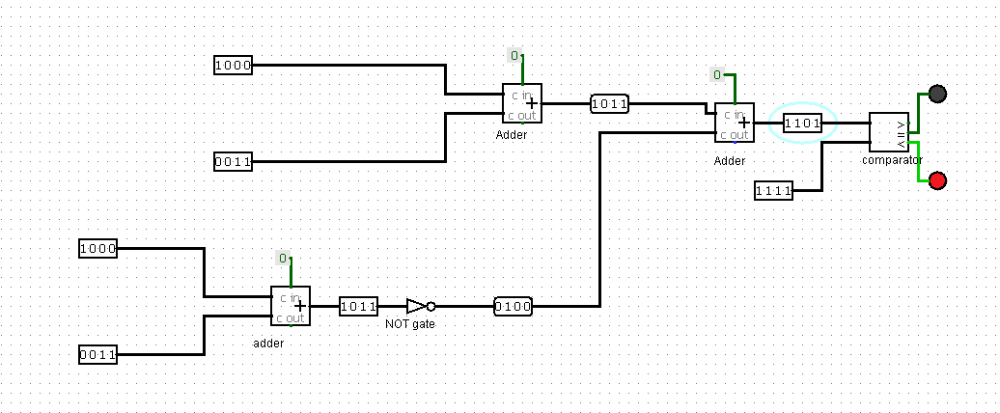 0
1000
c in
+
c out
Adder
0
1011
c in
+
c out
Adder
1101
>
=
<
comparator
0011
1111
1000
0
c in
+
c out
adder
1011
NOT gate
0100
0011